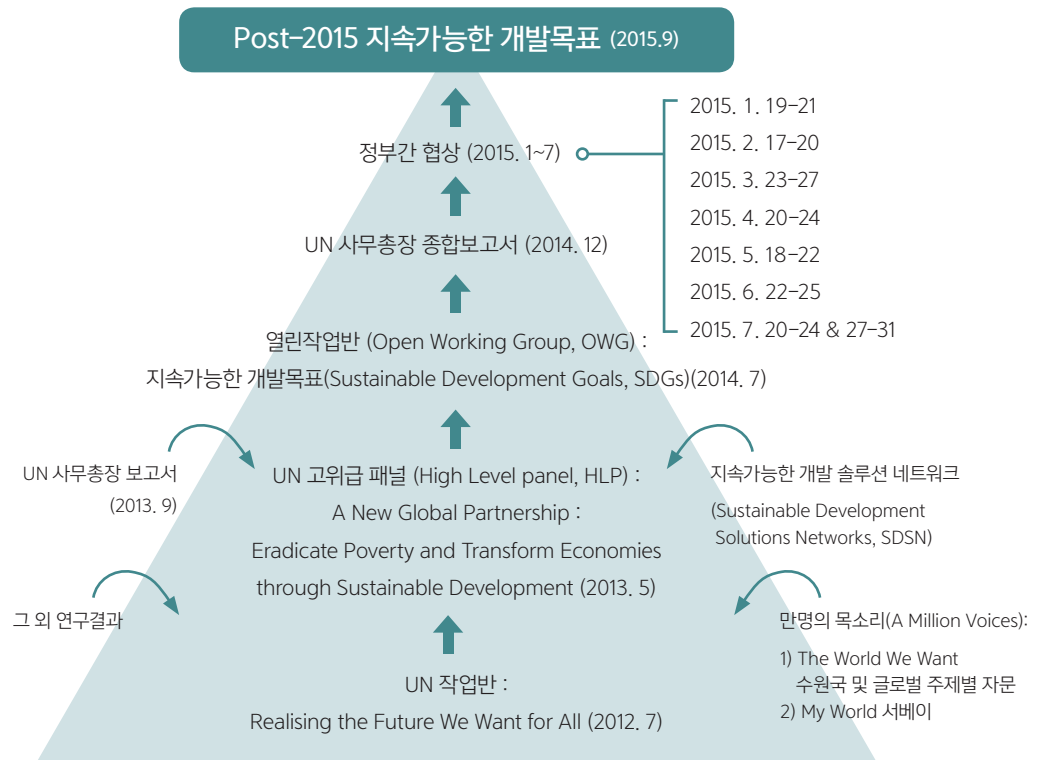 Post-2015 지속가능한 개발목표 (2015.9)
정부간 협상 (2015. 1~7)
2015. 1. 19-21
2015. 2. 17-20
2015. 3. 23-27
2015. 4. 20-24
2015. 5. 18-22
2015. 6. 22-25
2015. 7. 20-24 & 27-31
UN 사무총장 종합보고서 (2014. 12)
열린작업반 (Open Working Group, OWG) :
지속가능한 개발목표(Sustainable Development Goals, SDGs)(2014. 7)
UN 사무총장 보고서
(2013. 9)
UN 고위급 패널 (High Level panel, HLP) :
A New Global Partnership :
Eradicate Poverty and Transform Economies
through Sustainable Development (2013. 5)
지속가능한 개발 솔루션 네트워크
(Sustainable Development
Solutions Networks, SDSN)
그 외 연구결과
만명의 목소리(A Million Voices):
1) The World We Want
수원국 및 글로벌 주제별 자문
2) My World 서베이
UN 작업반 :
Realising the Future We Want for All (2012. 7)